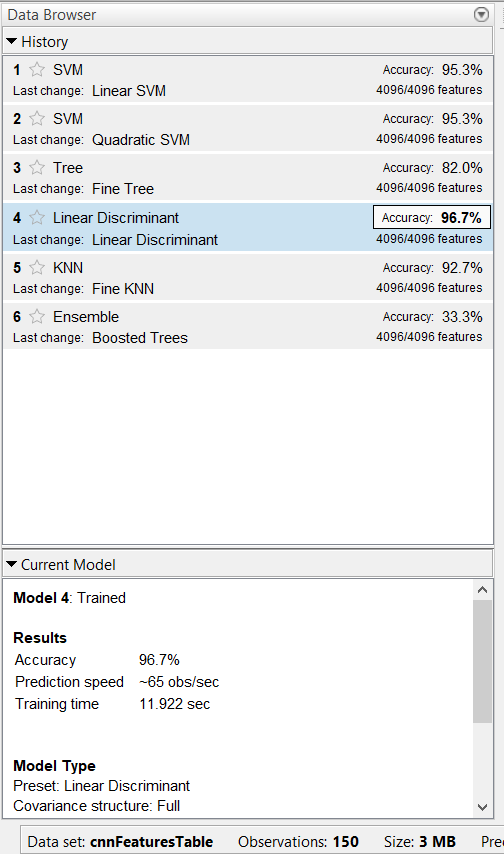 Data Browser
History
1 SVM Accuracy: 95.3%
Last change: Linear SVM 4096/4096 features
2 SVM Accuracy: 95.3%
Last change: Quadratic SVM 4096/4096 features
3 Tree Accuracy: 82.0%
Last change: Fine Tree 4096/4096 features
4 Linear Discriminant Accuracy: 96.7%
Last change: Linear Discriminant 4096/4096 features
5 KNN Accuracy: 92.7%
Last change: Fine KNN 4096/4096 features
6 Ensemble Accuracy: 33.3%
Last change: Boosted Trees 4096/4096 features
Current Model
Model 4: Trained
Results
Accuracy 96.7%
Prediction speed ~65 obs/sec
Training time 11.922 sec
Model Type
Preset: Linear Discriminant
Covariance structure: Full
Data set: cnnFeaturesTable Observations: 150 Size: 3 MB Pre